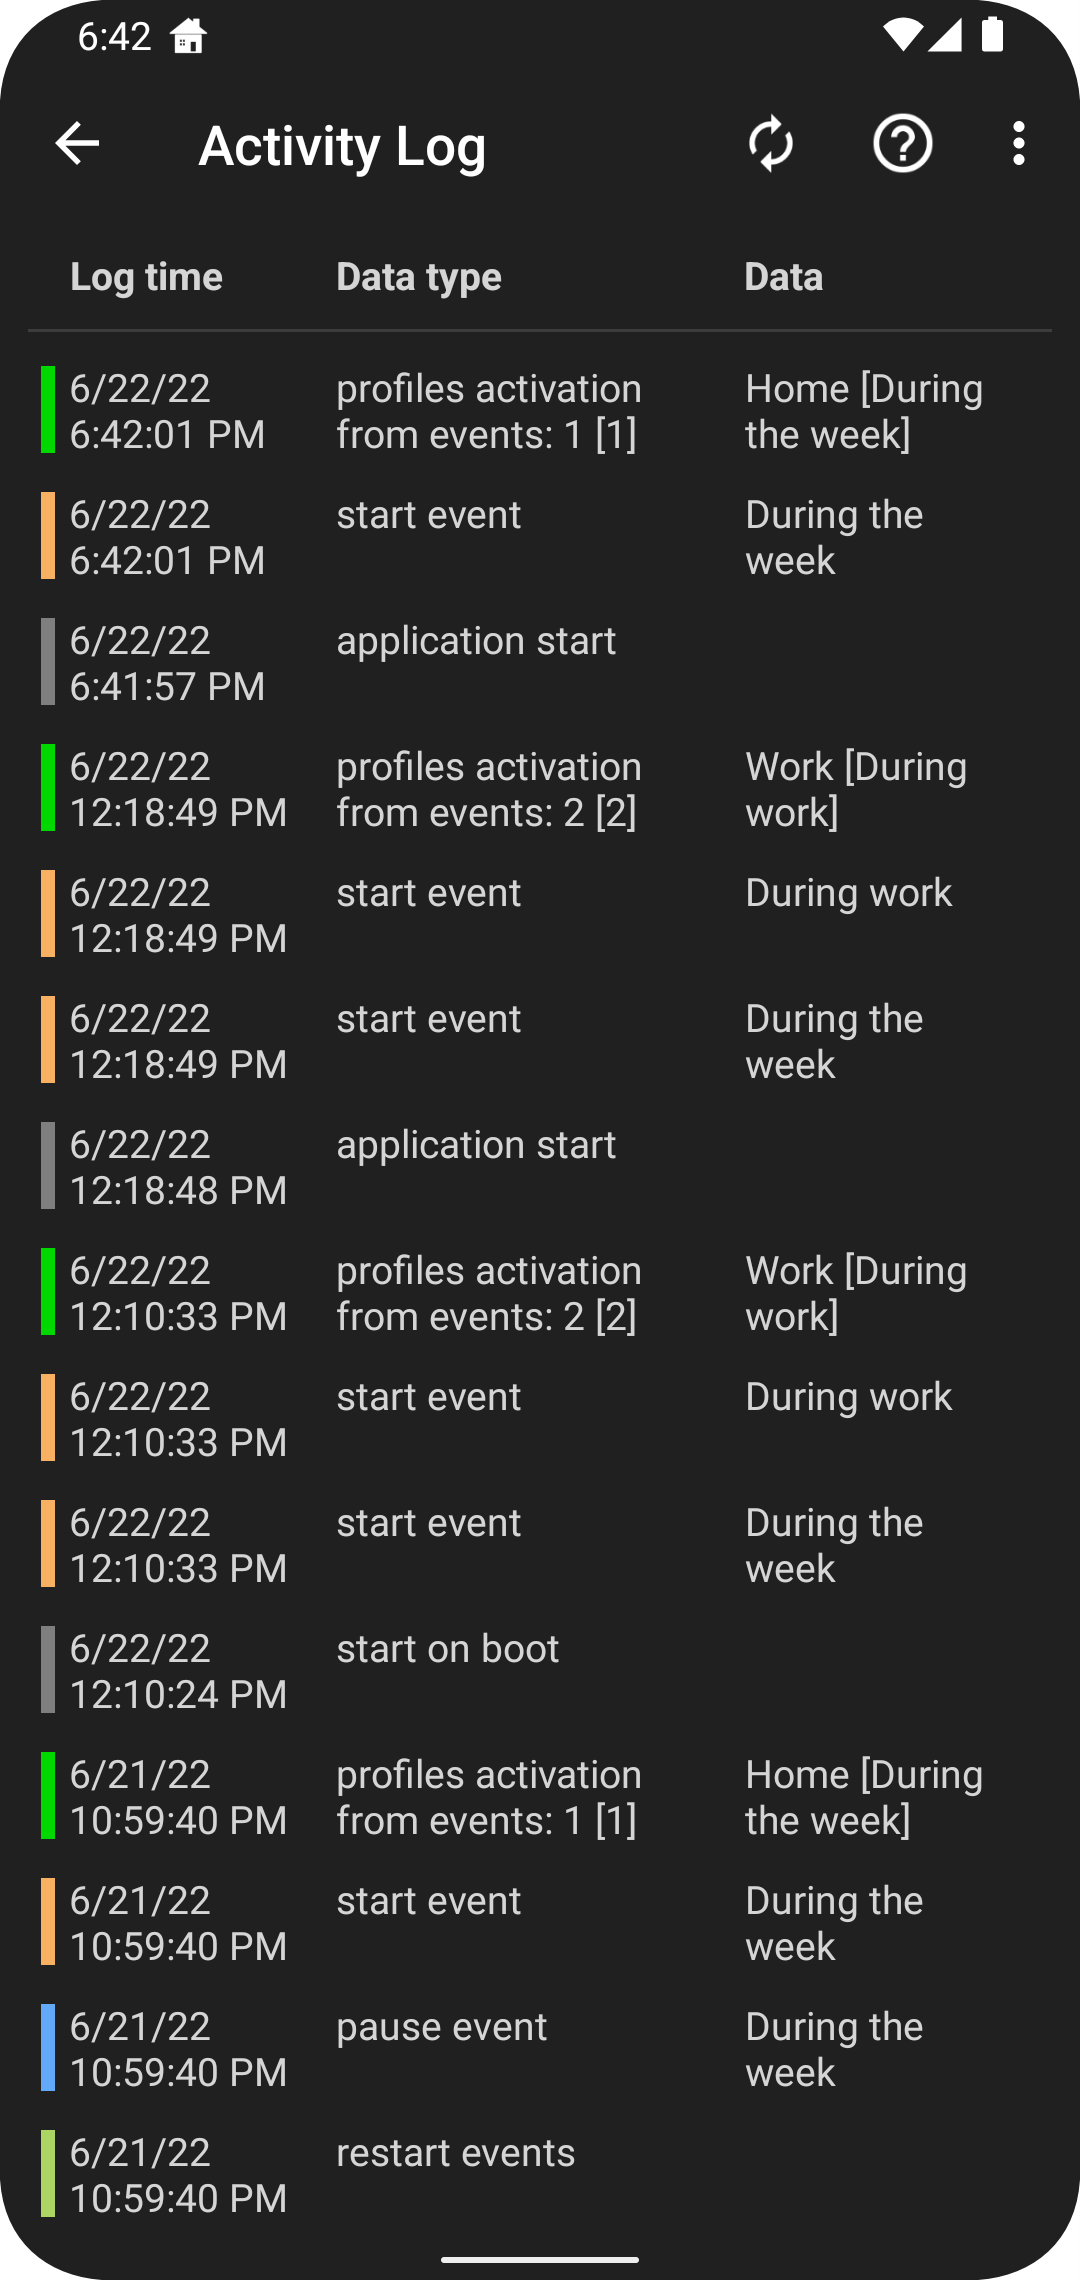 6:42
Activity Log
Log time Data type Data
6/22/22 profiles activation Home [During
6:42:01 PM from events: 1 [1] the week]
6/22/22 start event During the
6:42:01 PM week
6/22/22 application start
6:41:57 PM
6/22/22 profiles activation Work [During
12:18:49 PM from events: 2 [2] work]
6/22/22 start event During work
12:18:49 PM
6/22/22 start event During the
12:18:49 PM week
6/22/22 application start
12:18:48 PM
6/22/22 profiles activation Work [During
12:10:33 PM from events: 2 [2] work]
6/22/22 start event During work
12:10:33 PM
6/22/22 start event During the
12:10:33 PM week
6/22/22 start on boot
12:10:24 PM
6/21/22 profiles activation Home [During
10:59:40 PM from events: 1 [1] the week]
6/21/22 start event During the
10:59:40 PM week
6/21/22 pause event During the
10:59:40 PM week
6/21/22 restart events
10:59:40 PM